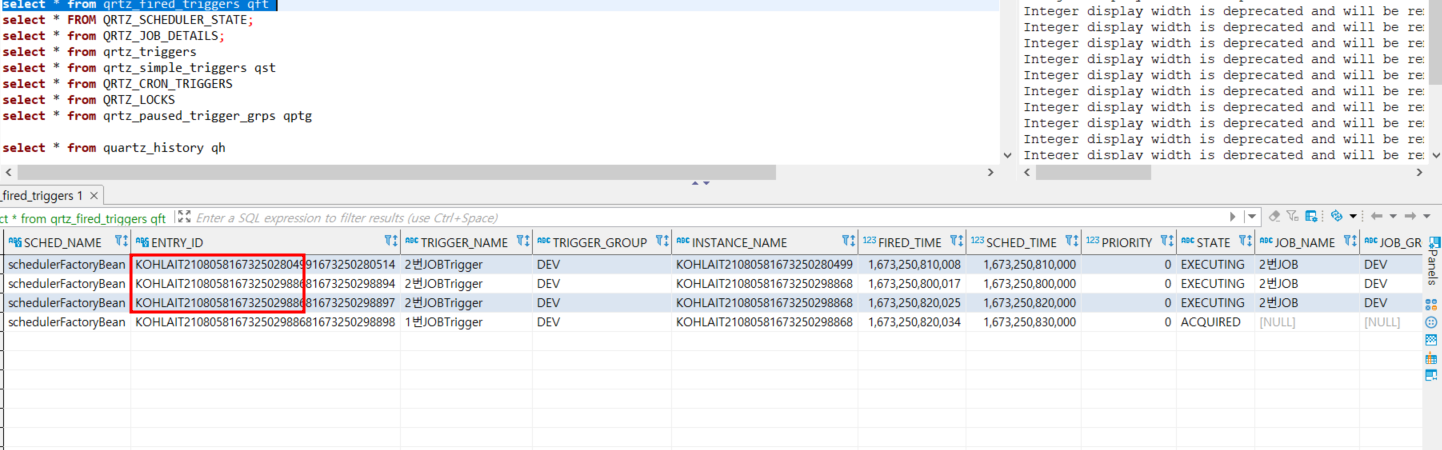 select * from qrtz_fired_triggers qft
select * FROM QRTZ_SCHEDULER_STATE;
select * from QRTZ_JOB_DETAILS;
select * from qrtz_triggers
select * from qrtz_simple_triggers qst
select * from QRTZ_CRON_TRIGGERS
select * from QRTZ_LOCKS
select * from qrtz_paused_trigger_grps qptg
select * from quartz_history qh
Integer display width is deprecated and will be re
Integer display width is deprecated and will be re
Integer display width is deprecated and will be re
Integer display width is deprecated and will be re
Integer display width is deprecated and will be re
Integer display width is deprecated and will be re
Integer display width is deprecated and will be re
Integer display width is deprecated and will be re
Integer display width is deprecated and will be re
Integer display width is deprecated and will be re
_fired_triggers 1
ct * from qrtz_fired_triggers qft Enter a SQL expression to filter results (use Ctrl+Space)
SCHED_NAME ENTRY_ID TRIGGER_NAME TRIGGER_GROUP INSTANCE_NAME FIRED_TIME SCHED_TIME PRIORITY STATE JOB_NAME JOB_GR
schedulerFactoryBean KOHLAIT210805816732502804991673250280514 2번JOBTrigger DEV KOHLAIT21080581673250280499 1,673,250,810,008 1,673,250,810,000 0 EXECUTING 2번JOB DEV
schedulerFactoryBean KOHLAIT210805816732502988681673250298894 2번JOBTrigger DEV KOHLAIT21080581673250298868 1,673,250,800,017 1,673,250,800,000 0 EXECUTING 2번JOB DEV
schedulerFactoryBean KOHLAIT210805816732502988681673250298897 2번JOBTrigger DEV KOHLAIT21080581673250298868 1,673,250,820,025 1,673,250,820,000 0 EXECUTING 2번JOB DEV
schedulerFactoryBean KOHLAIT210805816732502988681673250298898 1번JOBTrigger DEV KOHLAIT21080581673250298868 1,673,250,820,034 1,673,250,830,000 0 ACQUIRED [NULL] [NULL]
Panels